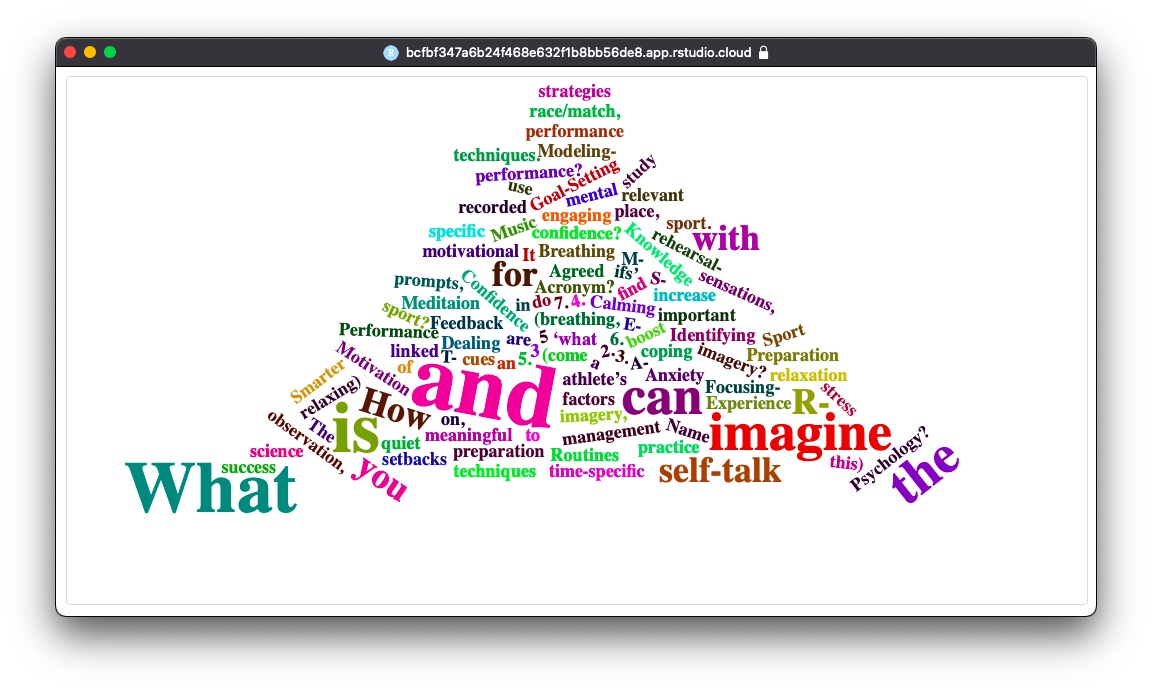 bcfbf347a6b24f468e632f1b8bb56de8.app.rstudio.cloud
strategies
race/match,
performance
techniques. Modeling-
performance? Goal-Setting study
use mental relevant
recorded engaging place,
specific Music confidence? Knowledge sport. with
motivational It Breathing M- rehearsal-
for Agreed ifs’
prompts, Confidence Acronym? find S- sensations,
Meditaion in do 7. 4. Calming increase
sport? Feedback (breathing, E- important
Performance Dealing are 5 ‘what 6. boost Identifying Sport
linked T- cues an 5. 3 (come a 2. 3. A- coping imagery? Preparation
Motivation of and athlete’s Anxiety relaxation
Smarter relaxing) How factors can Focusing- Experience R- stress
observation, The is on, imagery,
quiet meaningful to management Name imagine
science setbacks preparation Routines practice this) Psychology?
success you techniques time-specific self-talk the
What